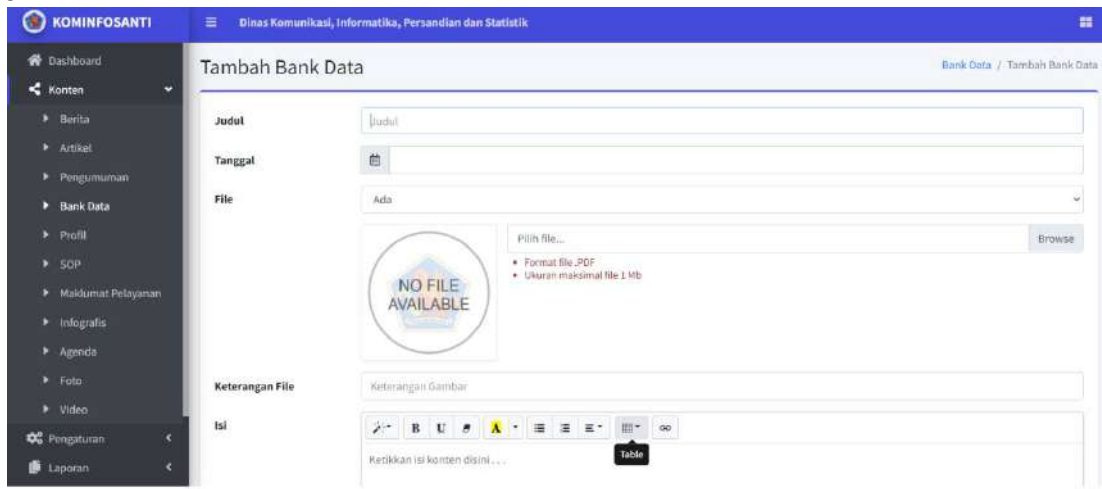 KOMINFOSANTI
Dinas Komunikasi, Informatika, Persandian dan Statistik
Dashboard
Konten
Berita
Artikel
Pengumuman
Bank Data
Profil
SOP
Maklumat Pelayanan
Infografis
Agenda
Foto
Video
Pengaturan
Laporan
Tambah Bank Data
Bank Data / Tambah Bank Data
Judul
Judul
Tanggal
File
Ada
NO FILE
AVAILABLE
Pilih file...
Browse
Format file .PDF
Ukuran maksimal file 1 Mb
Keterangan File
Keterangan Gambar
Isi
B U A
Table
Ketikkan isi konten disini . . .